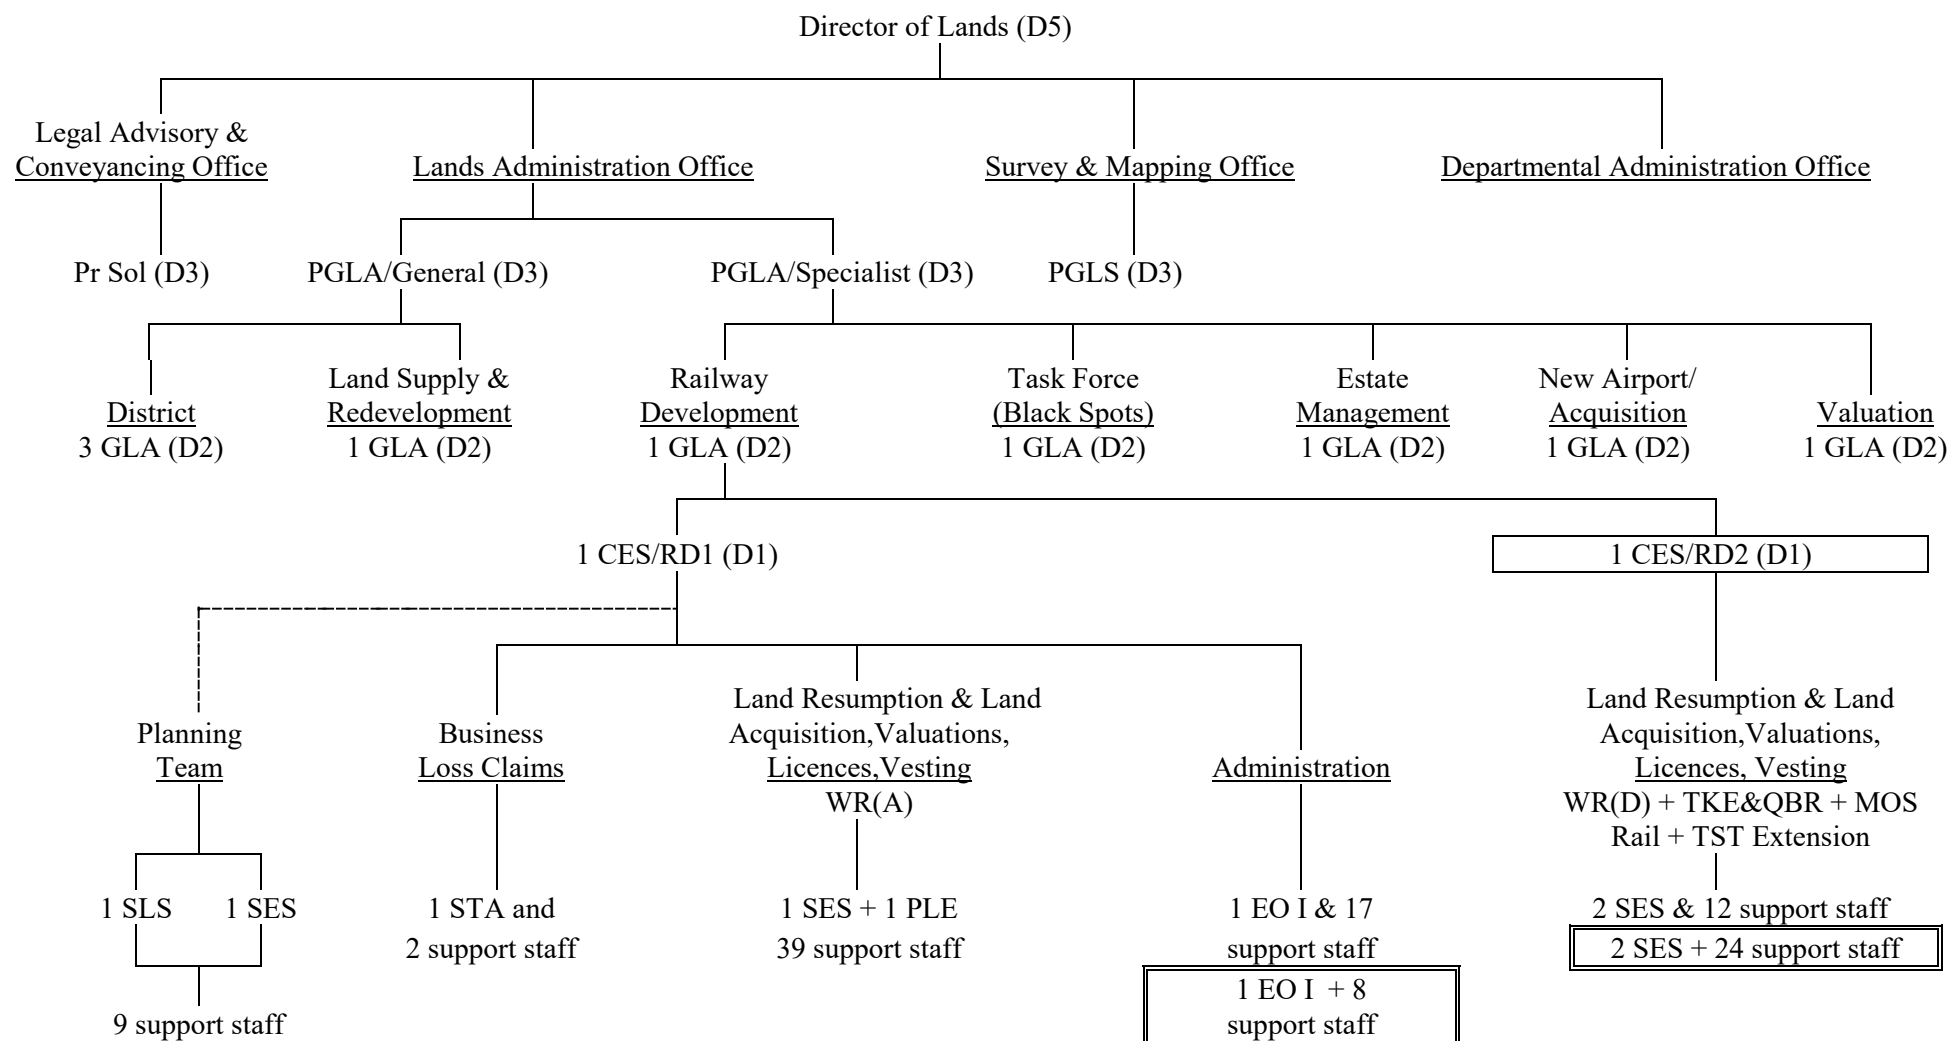 Director of Lands (D5)
Legal Advisory &
Conveyancing Office
Lands Administration Office
Survey & Mapping Office
Departmental Administration Office
Pr Sol (D3)
PGLA/General (D3)
PGLA/Specialist (D3)
PGLS (D3)
District
3 GLA (D2)
Land Supply &
Redevelopment
1 GLA (D2)
Railway
Development
1 GLA (D2)
Task Force
(Black Spots)
1 GLA (D2)
Estate
Management
1 GLA (D2)
New Airport/
Acquisition
1 GLA (D2)
Valuation
1 GLA (D2)
1 CES/RD1 (D1)
1 CES/RD2 (D1)
Planning
Team
1 SLS
1 SES
9 support staff
Business
Loss Claims
1 STA and
2 support staff
Land Resumption & Land
Acquisition,Valuations,
Licences,Vesting
WR(A)
1 SES + 1 PLE
39 support staff
Administration
1 EO I & 17
support staff
1 EO I + 8
support staff
Land Resumption & Land
Acquisition,Valuations,
Licences, Vesting
WR(D) + TKE&QBR + MOS
Rail + TST Extension
2 SES & 12 support staff
2 SES + 24 support staff